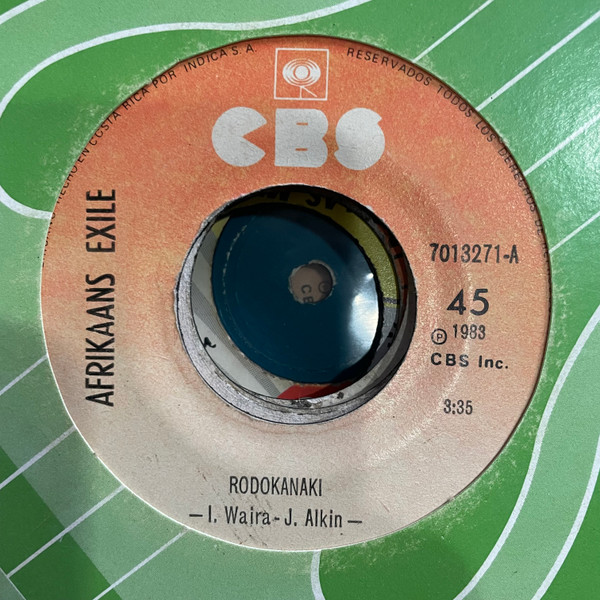 HECHO EN COSTA RICA POR INDICA S.A.
RESERVADOS TODOS LOS DERECHOS
CBS
AFRIKAANS EXILE
7013271-A
45
℗ 1983
CBS Inc.
3:35
RODOKANAKI
— I. Waira - J. Alkin —